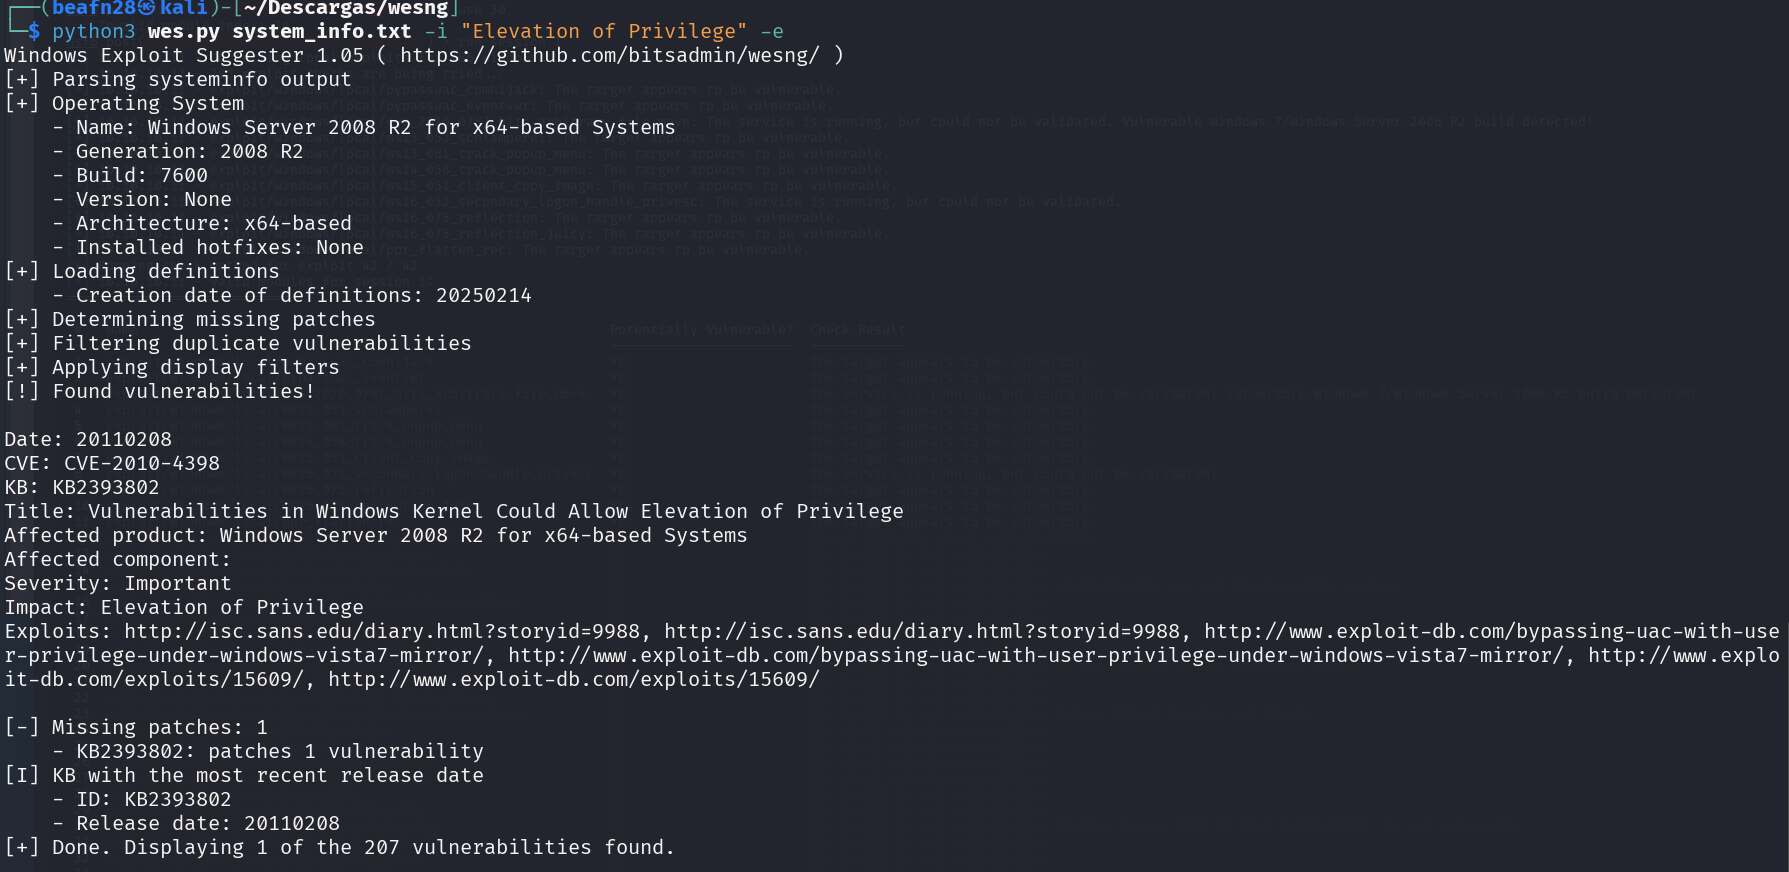 ┌──(beafn28㉿kali)-[~/Descargas/wesng]
└─$ python3 wes.py system_info.txt -i "Elevation of Privilege" -e
Windows Exploit Suggester 1.05 ( https://github.com/bitsadmin/wesng/ )
[+] Parsing systeminfo output
[+] Operating System
    - Name: Windows Server 2008 R2 for x64-based Systems
    - Generation: 2008 R2
    - Build: 7600
    - Version: None
    - Architecture: x64-based
    - Installed hotfixes: None
[+] Loading definitions
    - Creation date of definitions: 20250214
[+] Determining missing patches
[+] Filtering duplicate vulnerabilities
[+] Applying display filters
[!] Found vulnerabilities!

Date: 20110208
CVE: CVE-2010-4398
KB: KB2393802
Title: Vulnerabilities in Windows Kernel Could Allow Elevation of Privilege
Affected product: Windows Server 2008 R2 for x64-based Systems
Affected component:
Severity: Important
Impact: Elevation of Privilege
Exploits: http://isc.sans.edu/diary.html?storyid=9988, http://isc.sans.edu/diary.html?storyid=9988, http://www.exploit-db.com/bypassing-uac-with-use
r-privilege-under-windows-vista7-mirror/, http://www.exploit-db.com/bypassing-uac-with-user-privilege-under-windows-vista7-mirror/, http://www.explo
it-db.com/exploits/15609/, http://www.exploit-db.com/exploits/15609/

[-] Missing patches: 1
    - KB2393802: patches 1 vulnerability
[I] KB with the most recent release date
    - ID: KB2393802
    - Release date: 20110208
[+] Done. Displaying 1 of the 207 vulnerabilities found.